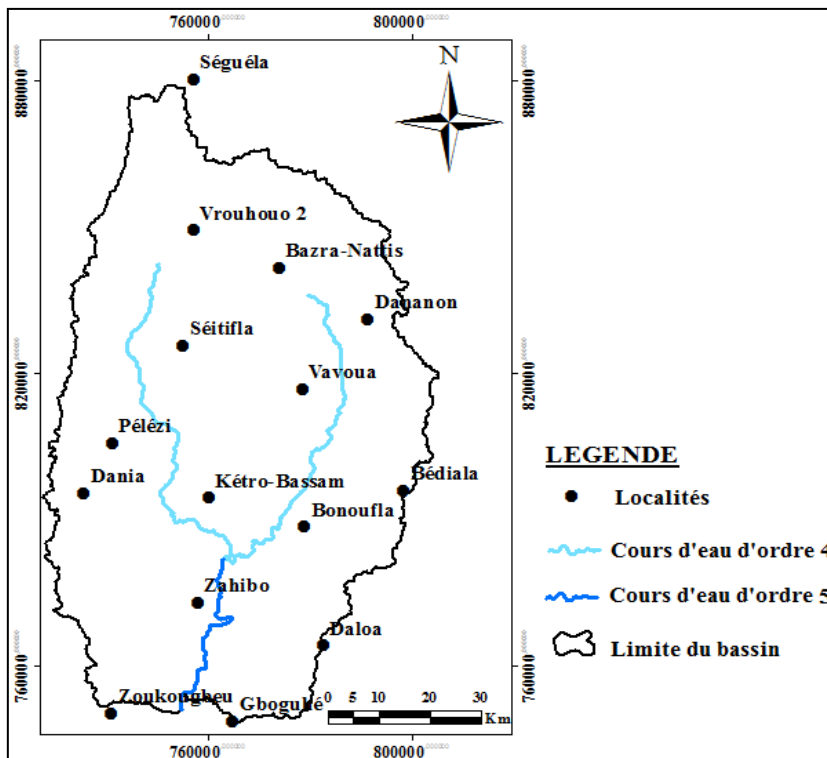 760000 800000
Séguéla
N
880000 880000
Vrouhouo 2
Bazra-Nattis
Dananon
Séitifla
820000 820000
Vavoua
Pélézi
Dania
Kétro-Bassam
Bédiala
Bonoufla
Zahibo
Daloa
760000 760000
Zoukougbeu
Gboguhé
0 5 10 20 30
Km
760000 800000
LEGENDE
Localités
Cours d'eau d'ordre 4
Cours d'eau d'ordre 5
Limite du bassin